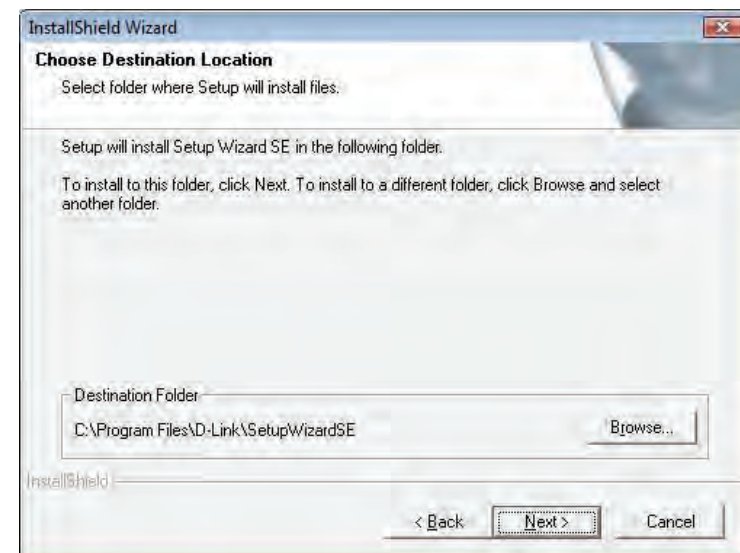 InstallShield Wizard
Choose Destination Location
Select folder where Setup will install files.
Setup will install Setup Wizard SE in the following folder.
To install to this folder, click Next. To install to a different folder, click Browse and select
another folder.
Destination Folder
C:\Program Files\D-Link\SetupWizardSE
Browse...
InstallShield
< Back
Next >
Cancel